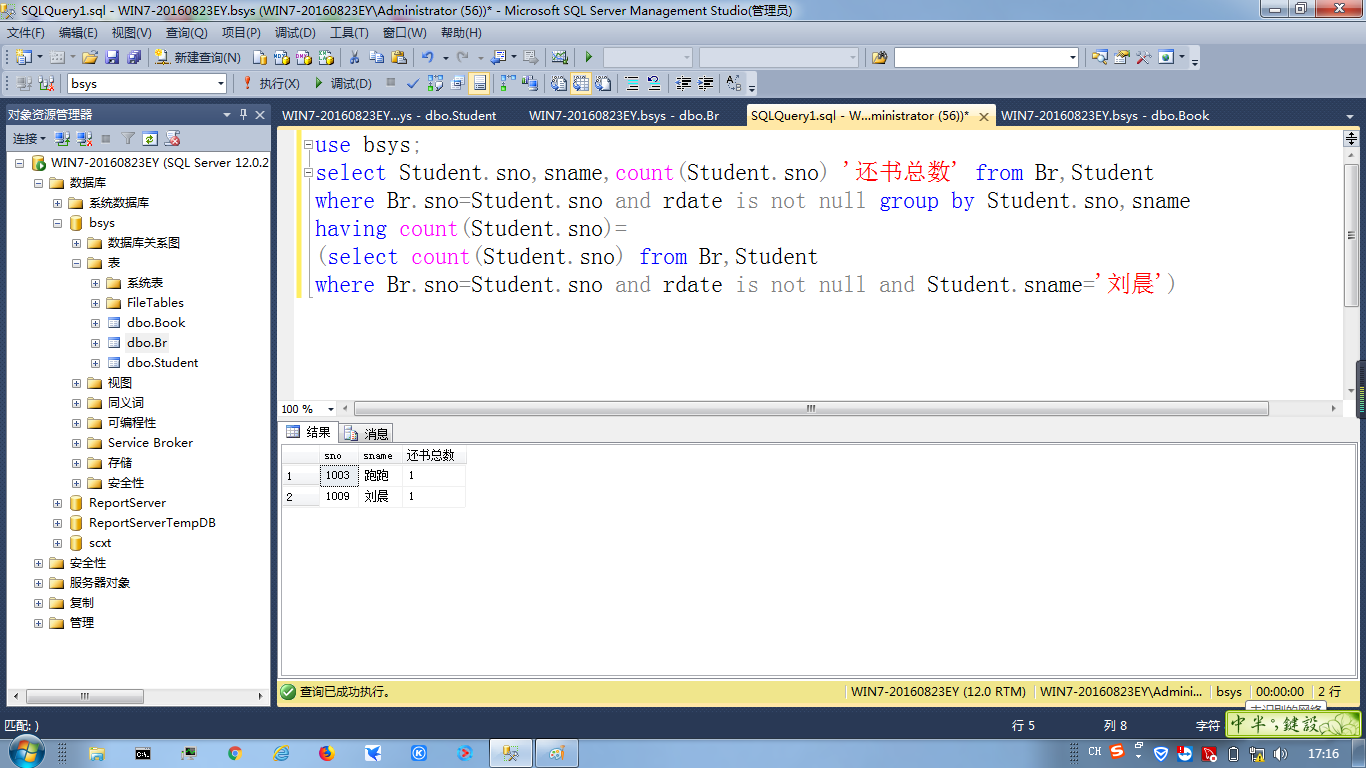 SQLQuery1.sql - WIN7-20160823EY.bsys (WIN7-20160823EY\Administrator (56))* - Microsoft SQL Server Management Studio(管理员)
文件(F) 编辑(E) 视图(V) 查询(Q) 项目(P) 调试(D) 工具(T) 窗口(W) 帮助(H)
新建查询(N)
bsys 执行(X) 调试(D)
对象资源管理器
连接
WIN7-20160823EY (SQL Server 12.0.2
数据库
系统数据库
bsys
数据库关系图
表
系统表
FileTables
dbo.Book
dbo.Br
dbo.Student
视图
同义词
可编程性
Service Broker
存储
安全性
ReportServer
ReportServerTempDB
scxt
安全性
服务器对象
复制
管理
WIN7-20160823EY...ys - dbo.Student WIN7-20160823EY.bsys - dbo.Br SQLQuery1.sql - W...ministrator (56))* WIN7-20160823EY.bsys - dbo.Book
use bsys;
select Student.sno,sname,count(Student.sno) '还书总数' from Br,Student
where Br.sno=Student.sno and rdate is not null group by Student.sno,sname
having count(Student.sno)=
(select count(Student.sno) from Br,Student
where Br.sno=Student.sno and rdate is not null and Student.sname='刘晨')
100 %
结果 消息
sno sname 还书总数
1 1003 跑跑 1
2 1009 刘晨 1
查询已成功执行。 WIN7-20160823EY (12.0 RTM) WIN7-20160823EY\Admini... bsys 00:00:00 2 行
匹配: ) 行 5 列 8 字符
中半°,鍵設
CH 17:16